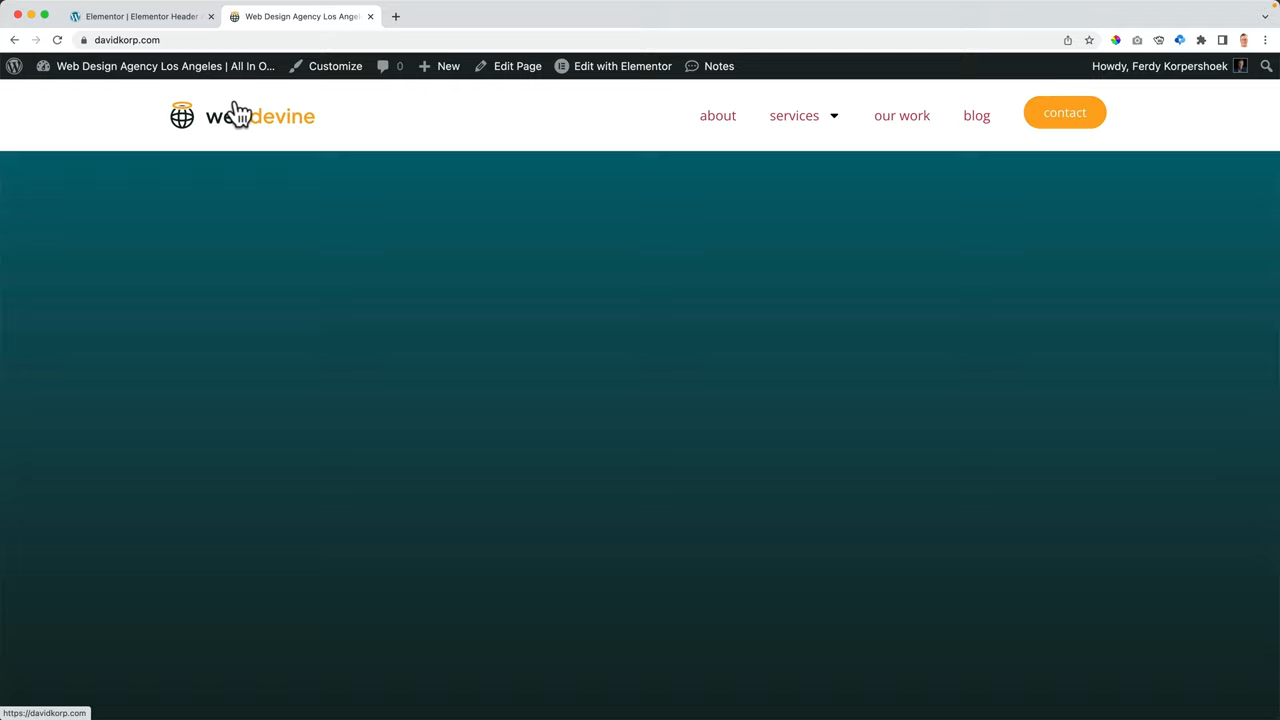 Elementor | Elementor Header
Web Design Agency Los Angel
davidkorp.com
Web Design Agency Los Angeles | All In O...
Customize
0
New
Edit Page
Edit with Elementor
Notes
Howdy, Ferdy Korpershoek
we devine
about
services
our work
blog
contact
https://davidkorp.com